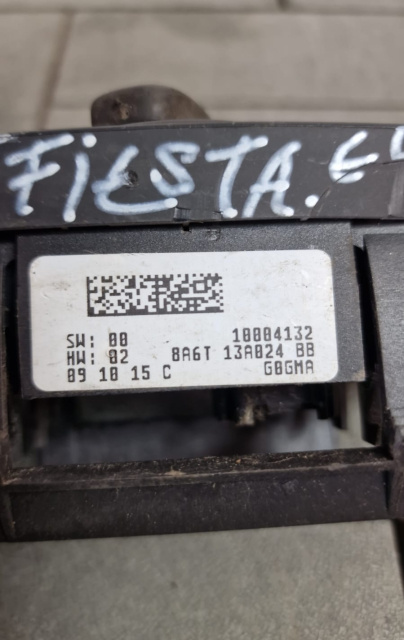 FIESTA.
SW: 00 10004132
HW: 02 8A6T 13A024 BB
09 10 15 C G0GMA